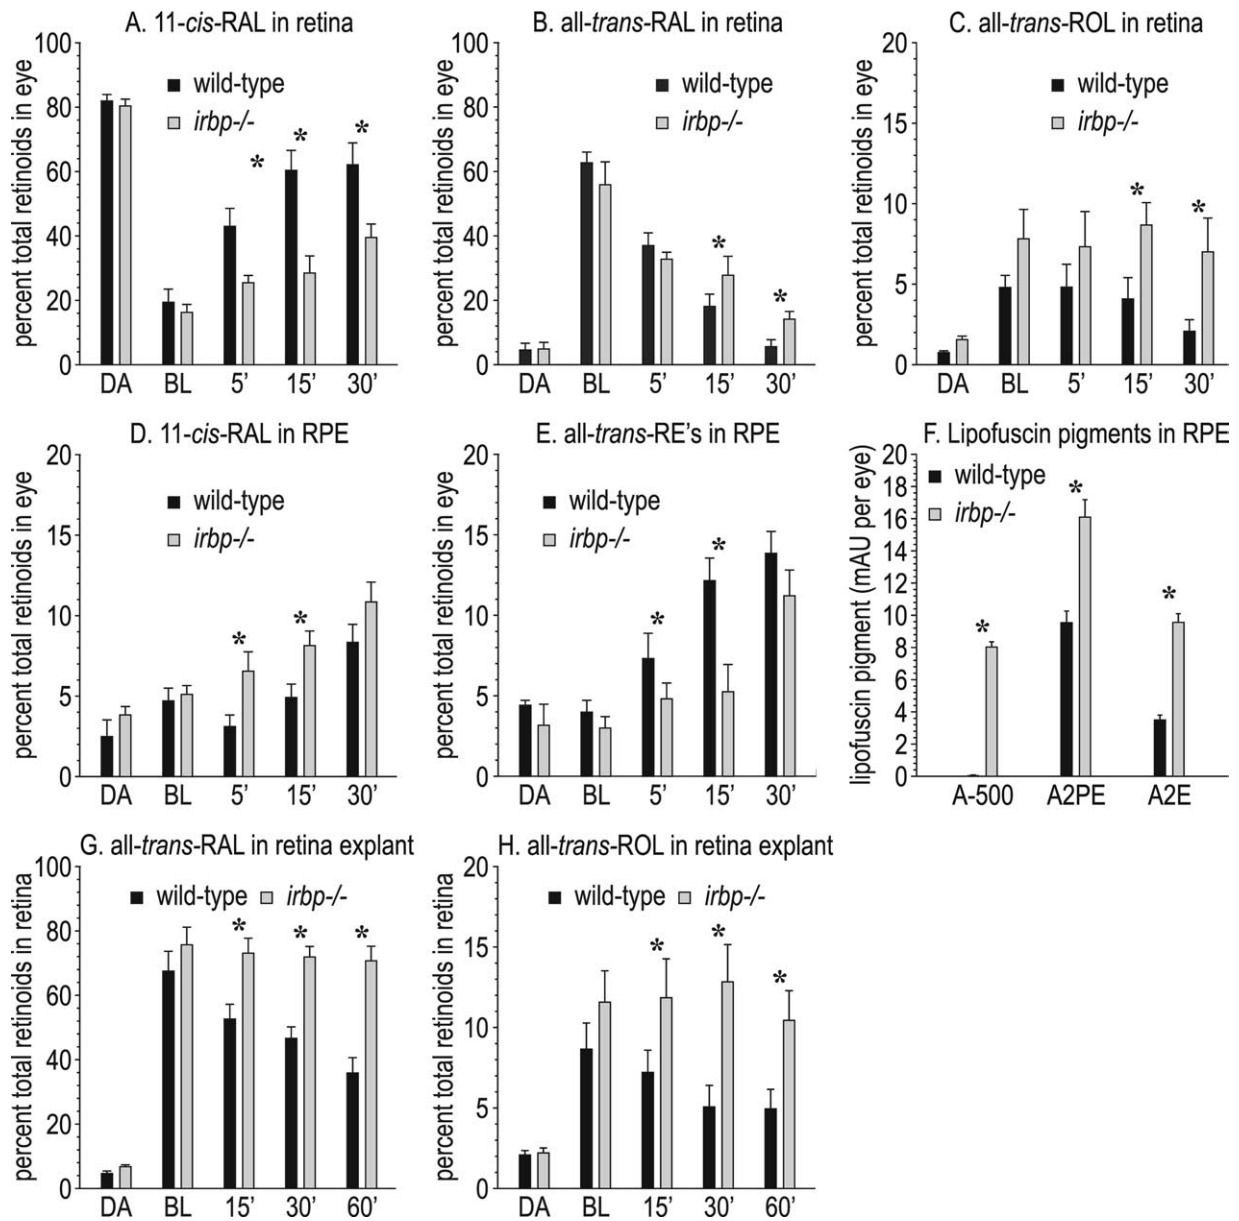 A. 11-cis-RAL in retina
percent total retinoids in eye
100
80
60
40
20
0
wild-type
irbp-/-
*
*
*
DA BL 5' 15' 30'
B. all-trans-RAL in retina
percent total retinoids in eye
100
80
60
40
20
0
wild-type
irbp-/-
*
*
DA BL 5' 15' 30'
C. all-trans-ROL in retina
percent total retinoids in eye
20
15
10
5
0
wild-type
irbp-/-
*
*
DA BL 5' 15' 30'
D. 11-cis-RAL in RPE
percent total retinoids in eye
20
15
10
5
0
wild-type
irbp-/-
*
*
DA BL 5' 15' 30'
E. all-trans-RE's in RPE
percent total retinoids in eye
20
15
10
5
0
wild-type
irbp-/-
*
*
DA BL 5' 15' 30'
F. Lipofuscin pigments in RPE
lipofuscin pigment (mAU per eye)
20
18
16
14
12
10
8
6
4
2
0
wild-type
irbp-/-
*
*
*
A-500 A2PE A2E
G. all-trans-RAL in retina explant
percent total retinoids in retina
100
80
60
40
20
0
wild-type irbp-/-
* * *
DA BL 15' 30' 60'
H. all-trans-ROL in retina explant
percent total retinoids in retina
20
15
10
5
0
wild-type irbp-/-
*
*
*
DA BL 15' 30' 60'